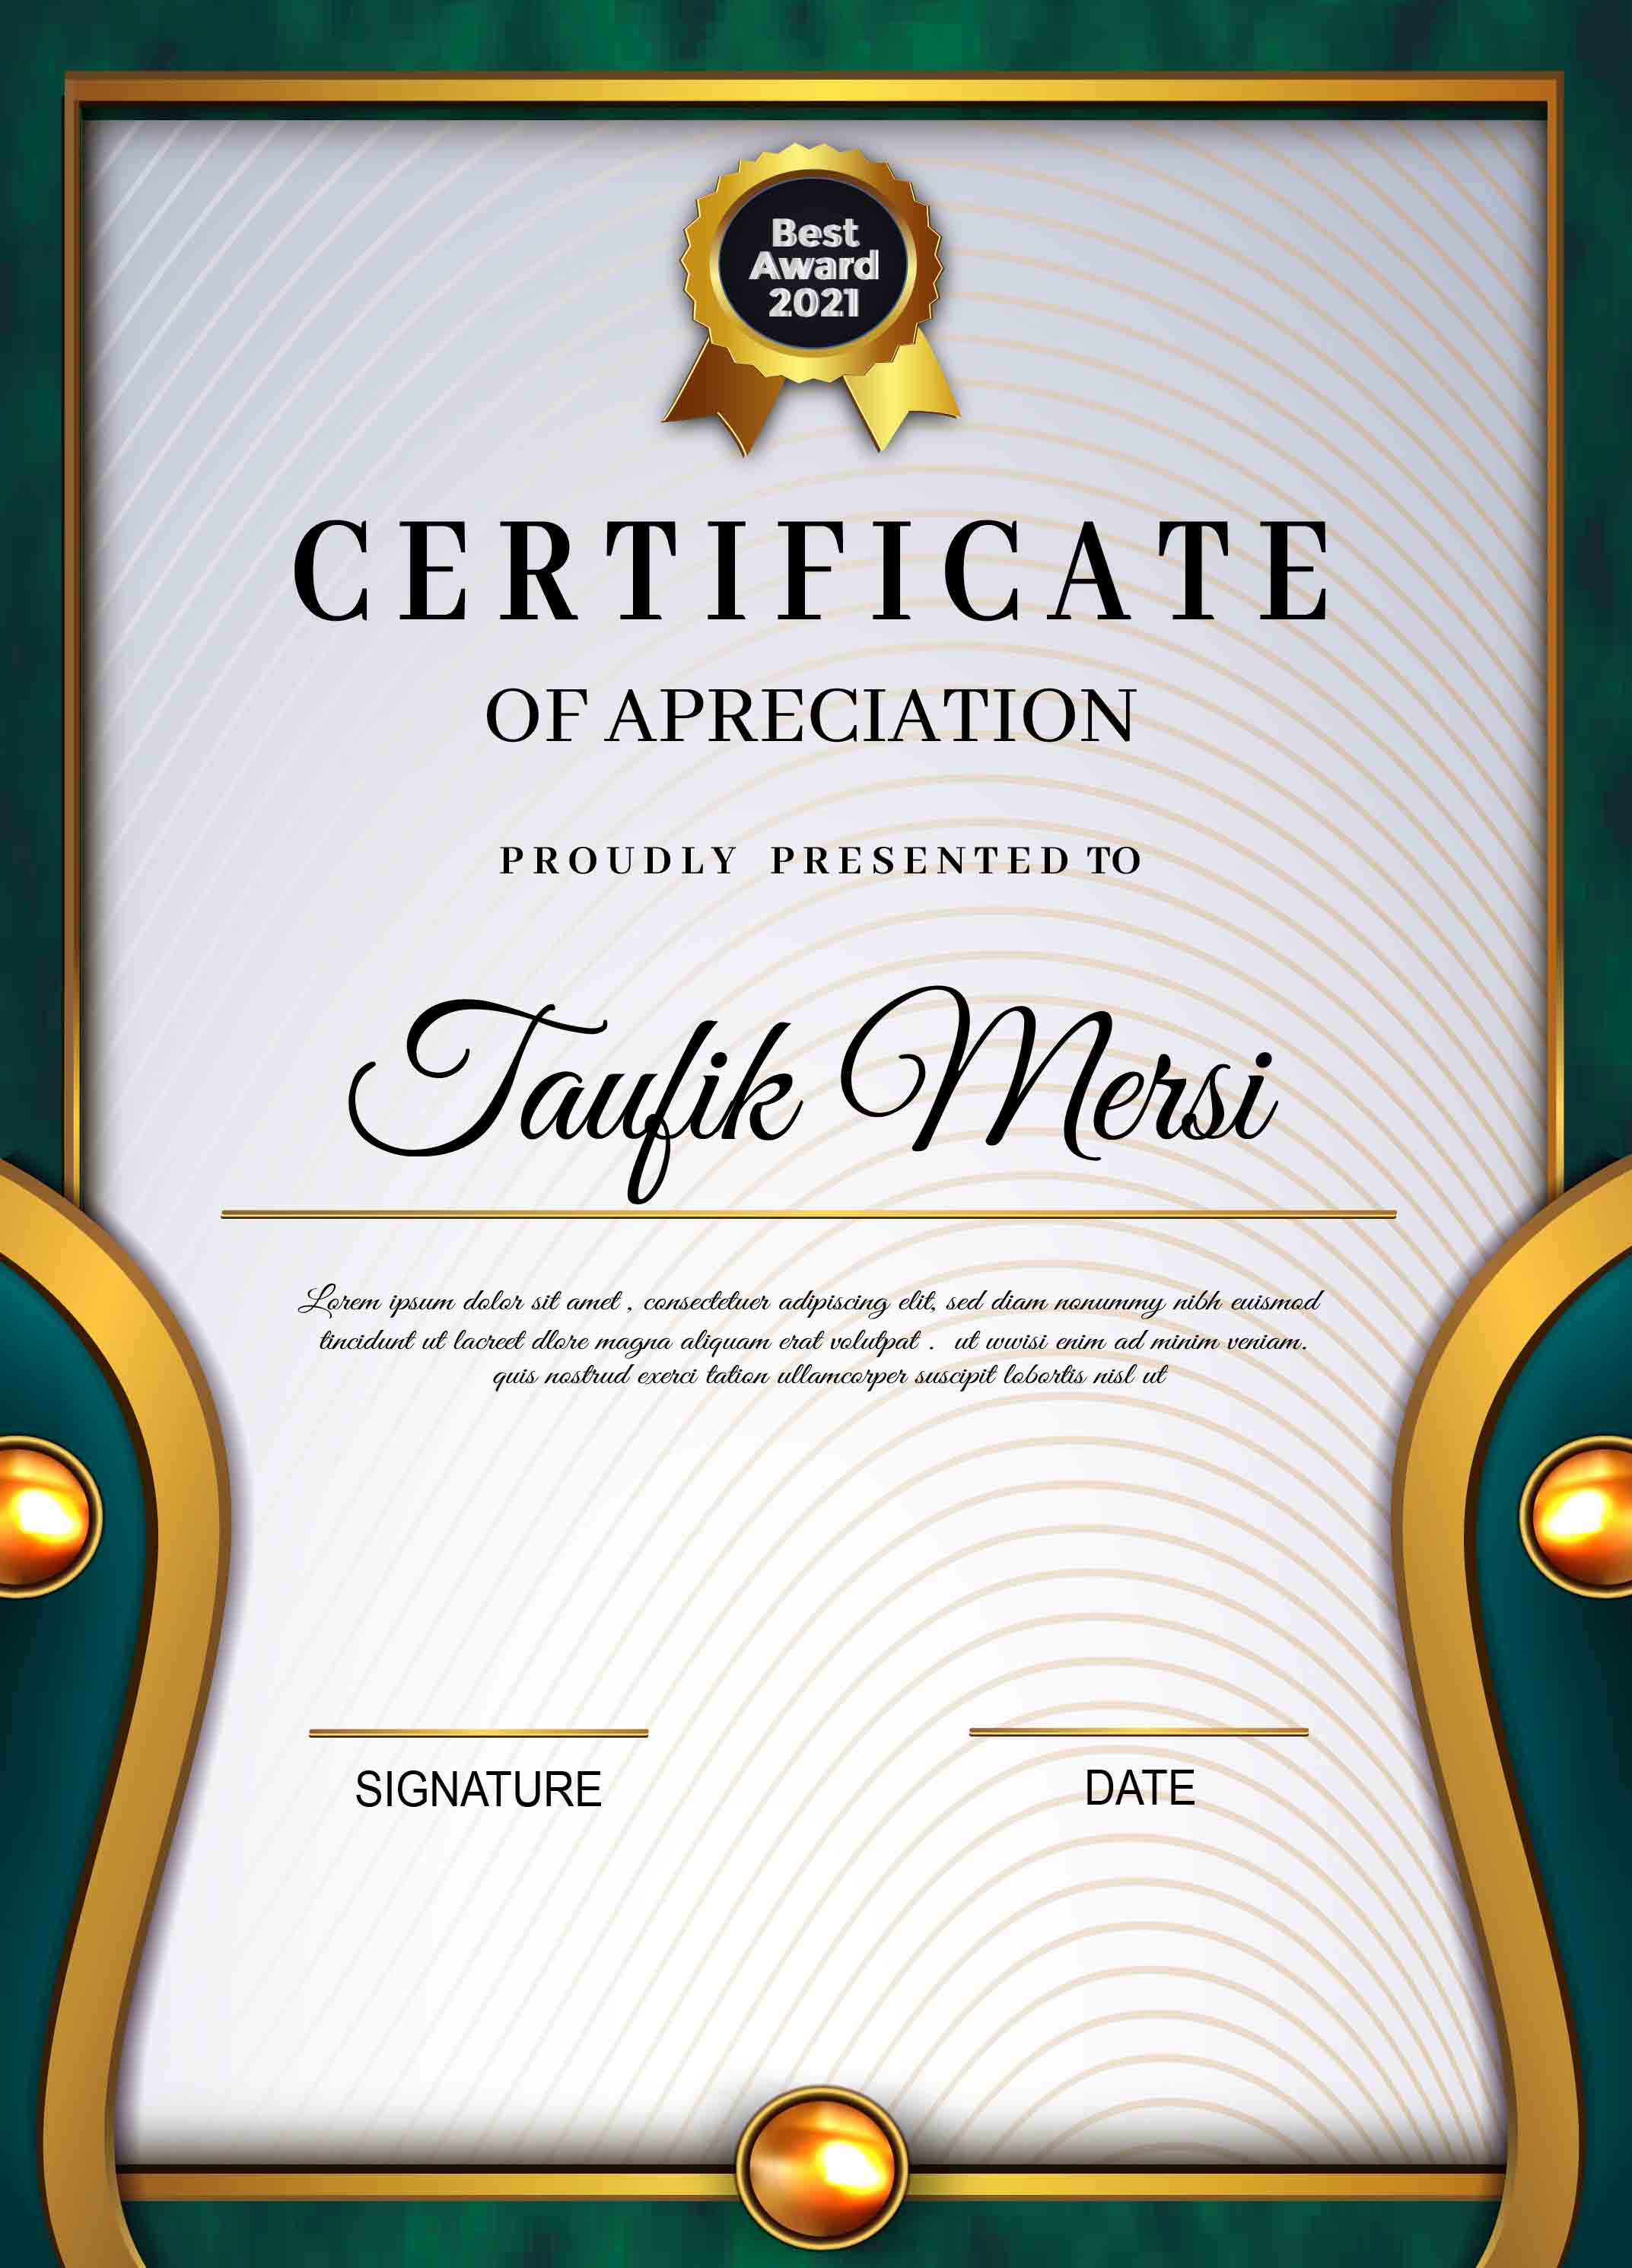 Best
Award
2021
CERTIFICATE
OF APRECIATION
PROUDLY PRESENTED TO
Taufik Mersi
Lorem ipsum dolor sit amet , consectetuer adipiscing elit, sed diam nonummy nibh euismod
tincidunt ut lacreet dlore magna aliquam erat volutpat . ut wwisi enim ad minim veniam.
quis nostrud exerci tation ullamcorper suscipit lobortis nisl ut
SIGNATURE
DATE